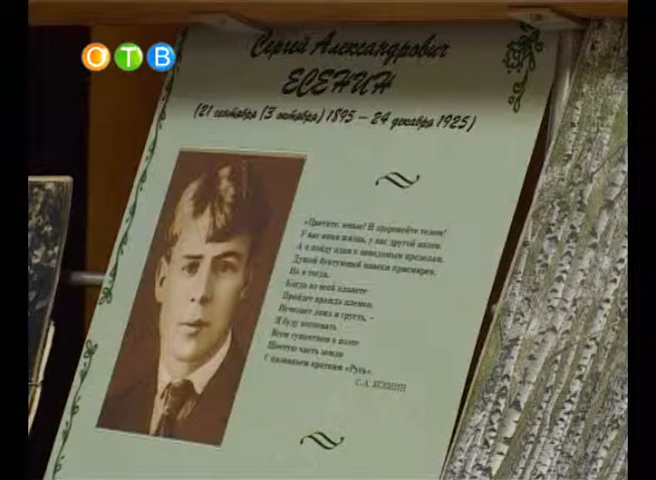 ОТВ
Сергей Александрович
ЕСЕНИН
(21 сентября (3 октября) 1895 – 24 декабря 1925)
«Цветите, юные! И здоровейте телом!
У вас иная жизнь, у вас другой напев.
А я пойду один к неведомым пределам,
Душой бунтующей навеки присмирев.
Но и тогда,
Когда во всей планете
Пройдет вражда племен,
Исчезнет ложь и грусть, –
Я буду воспевать
Всем существом в поэте
Шестую часть земли
С названьем кратким «Русь».
С.А. ЕСЕНИН